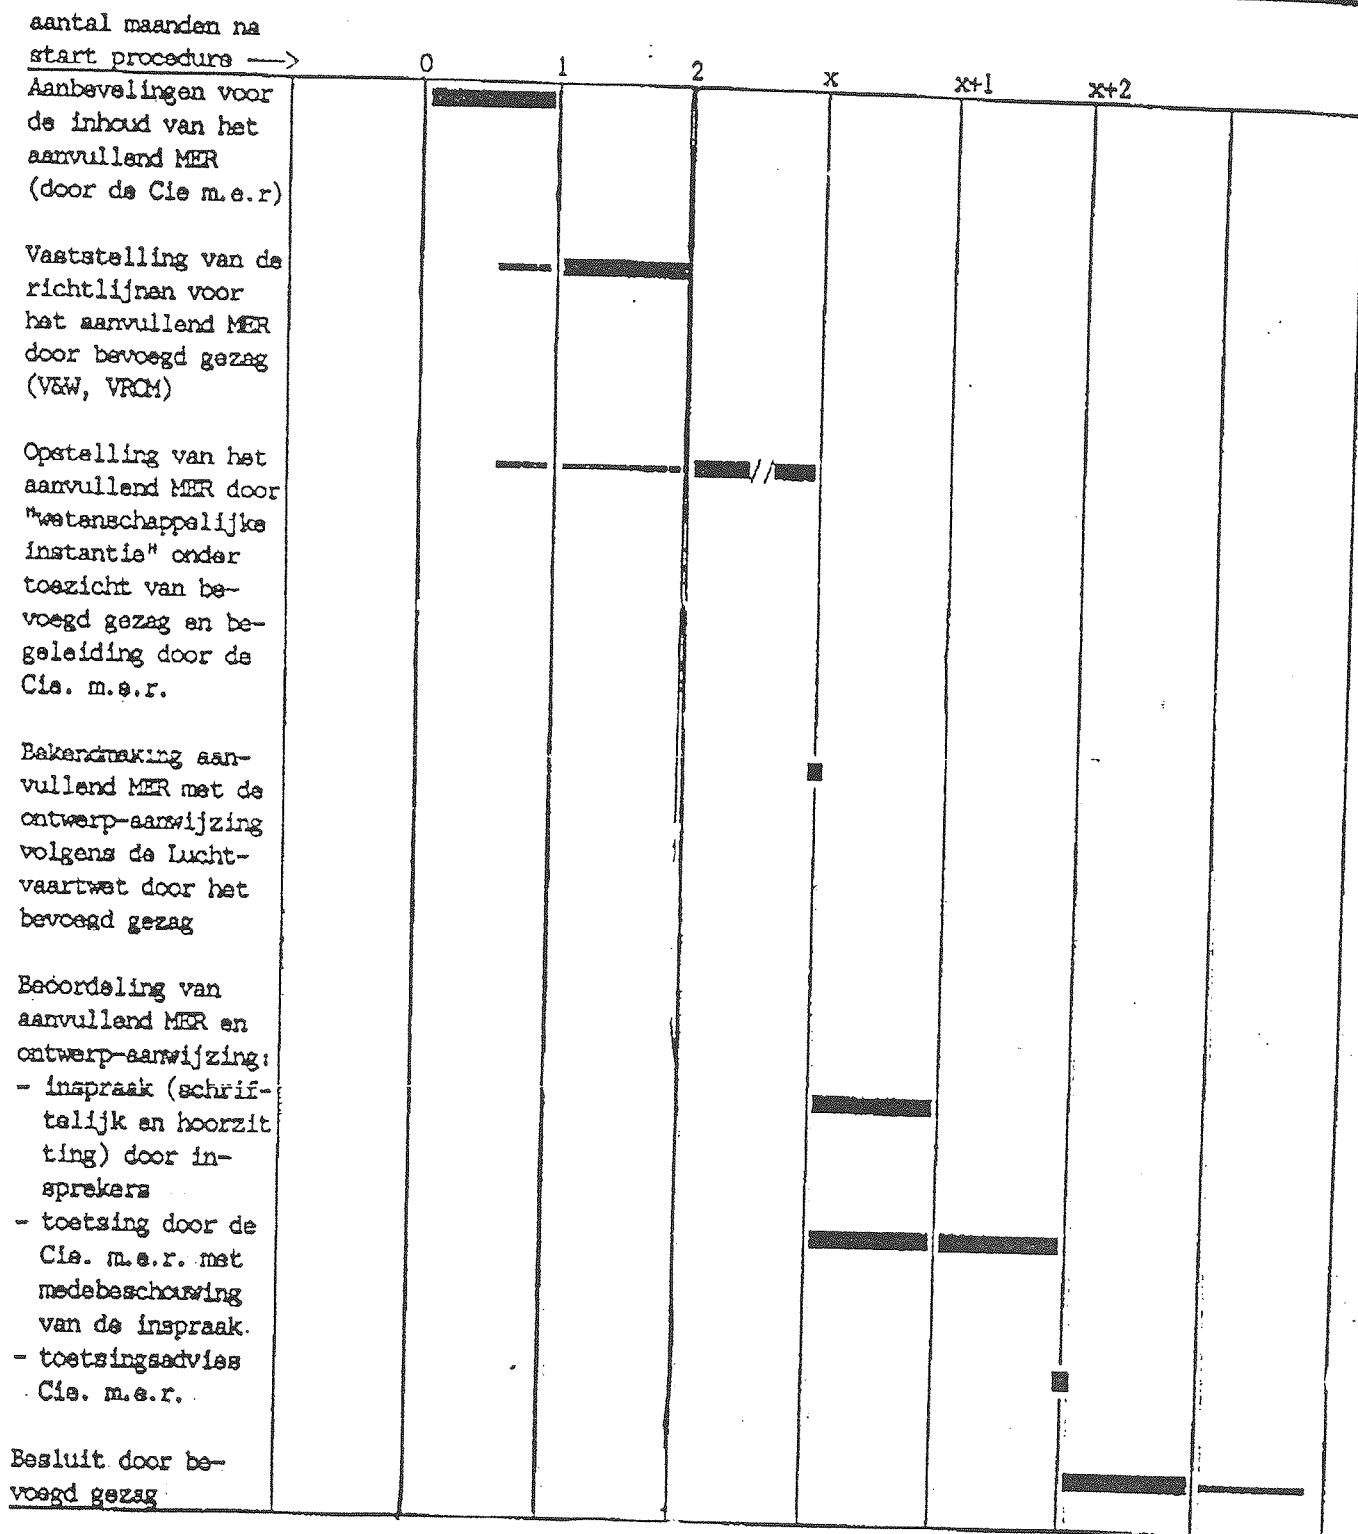 aantal maanden na
start procedure —> 0 1 2 x x+1 x+2
Aanbevelingen voor
de inhoud van het
aanvullend MER
(door de Cie m.e.r)
Vaststelling van de
richtlijnen voor
het aanvullend MER
door bevoegd gezag
(V&W, VROM)
Opstelling van het
aanvullend MER door
"wetenschappelijke
instantie" onder
toezicht van be-
voegd gezag en be-
geleiding door de
Cie. m.e.r.
//
Bekendmaking aan-
vullend MER met de
ontwerp-aanwijzing
volgens de Lucht-
vaartwet door het
bevoegd gezag
Beoordeling van
aanvullend MER en
ontwerp-aanwijzing:
- inspraak (schrif-
telijk en hoorzit
ting) door in-
sprekers
- toetsing door de
Cie. m.e.r. met
medebeschouwing
van de inspraak.
- toetsingsadvies
Cie. m.e.r.
Besluit door be-
voegd gezag